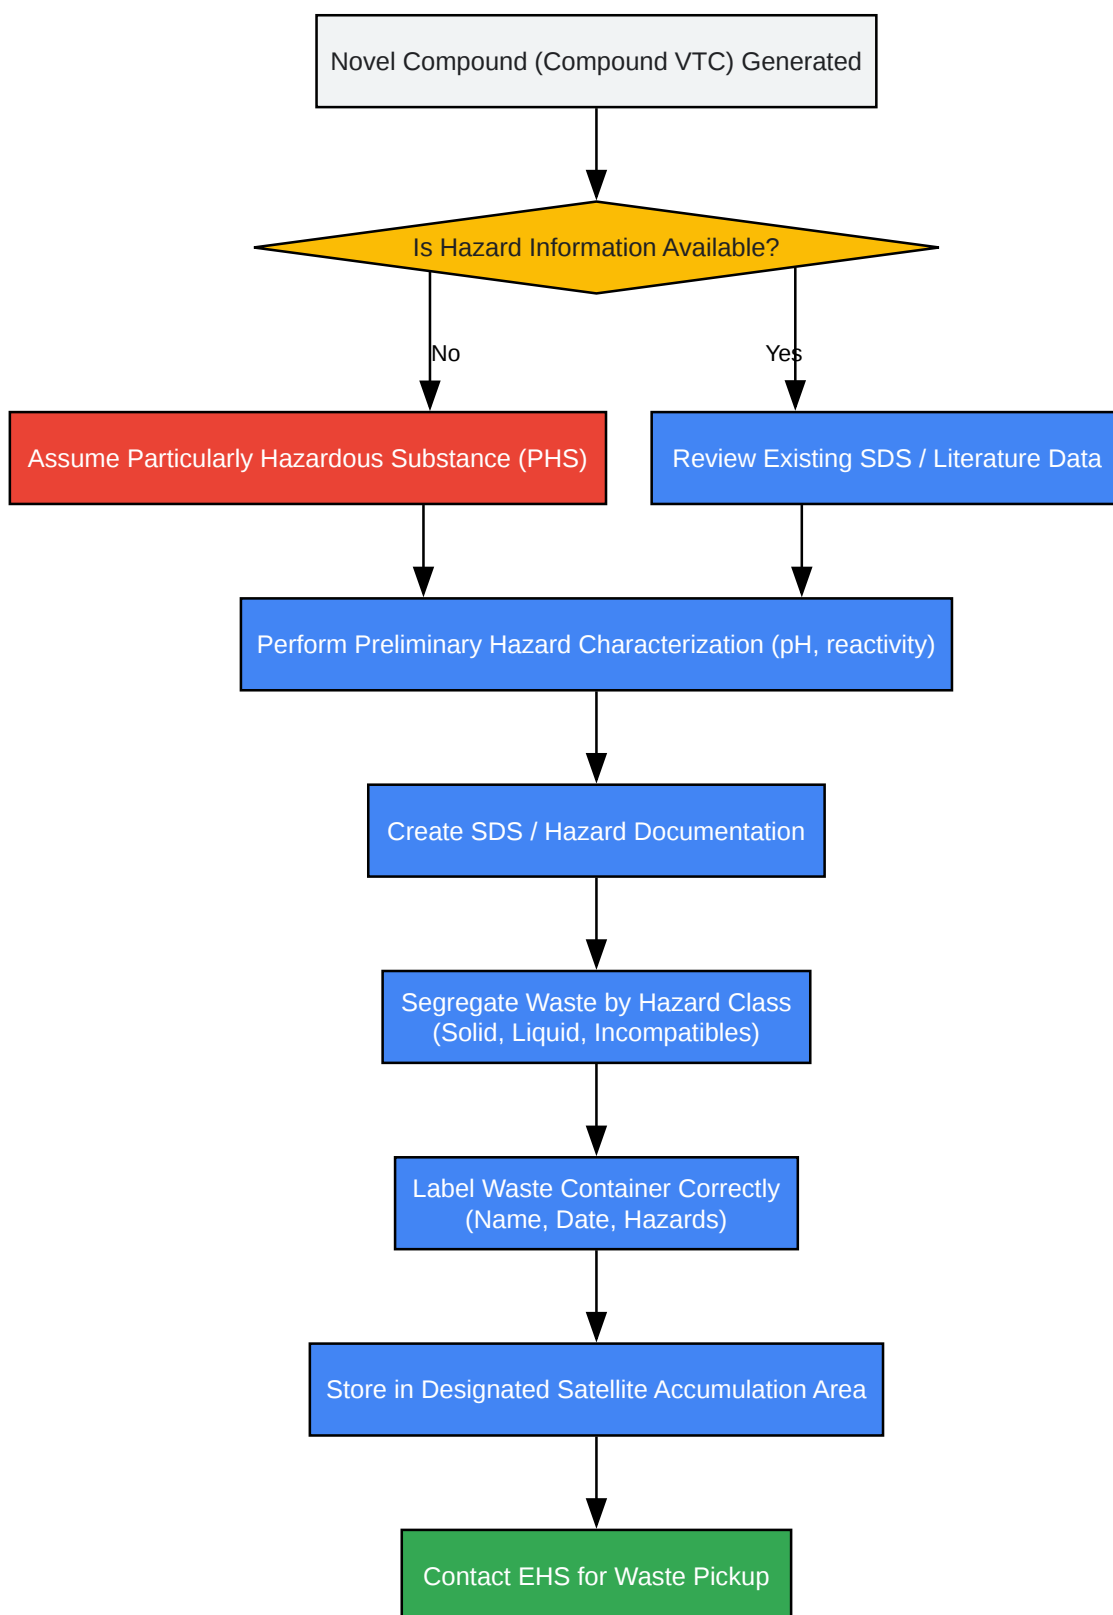 Novel Compound (Compound VTC) Generated
Is Hazard Information Available?
No
Yes
Assume Particularly Hazardous Substance (PHS)
Review Existing SDS / Literature Data
Perform Preliminary Hazard Characterization (pH, reactivity)
Create SDS / Hazard Documentation
Segregate Waste by Hazard Class
(Solid, Liquid, Incompatibles)
Label Waste Container Correctly
(Name, Date, Hazards)
Store in Designated Satellite Accumulation Area
Contact EHS for Waste Pickup